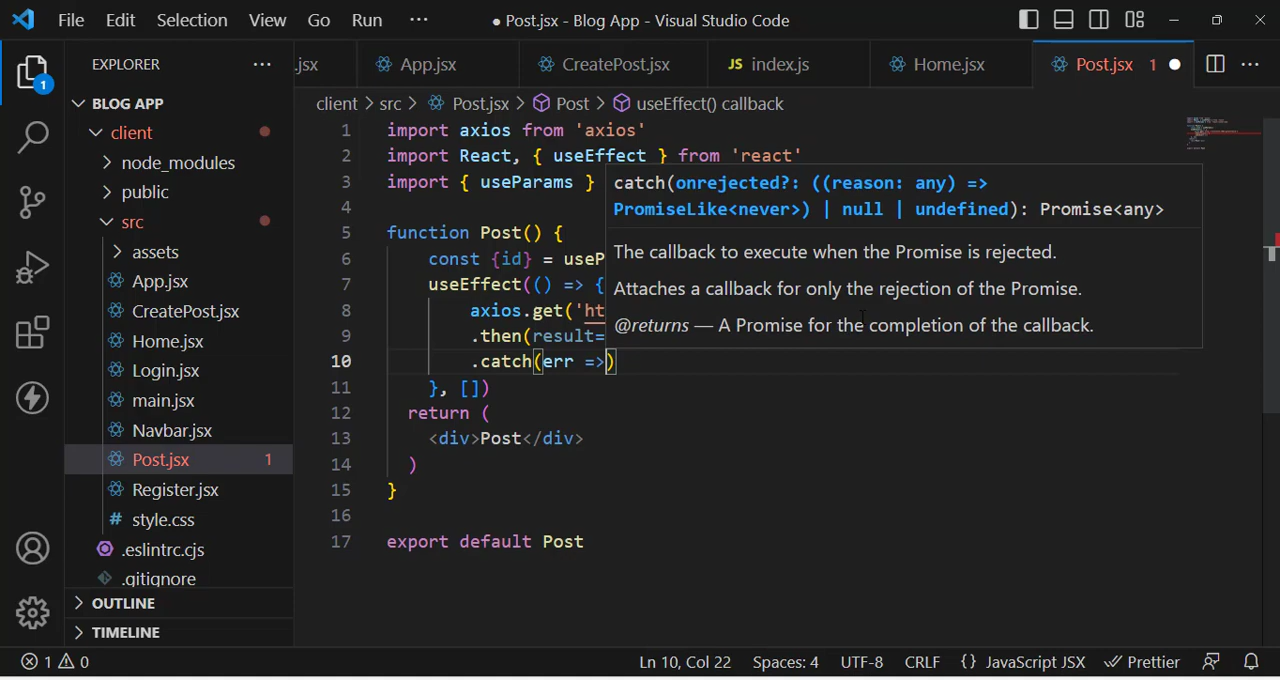 File Edit Selection View Go Run ··· ● Post.jsx - Blog App - Visual Studio Code
EXPLORER ···
.jsx App.jsx CreatePost.jsx JS index.js Home.jsx Post.jsx 1 ● ···
BLOG APP
client > src > Post.jsx > Post > useEffect() callback
client
node_modules
public
src
assets
App.jsx
CreatePost.jsx
Home.jsx
Login.jsx
main.jsx
Navbar.jsx
Post.jsx 1
Register.jsx
# style.css
.eslintrc.cjs
.gitignore
OUTLINE
TIMELINE
1
1 import axios from 'axios'
2 import React, { useEffect } from 'react'
3 import { useParams }
4
5 function Post() {
6 const {id} = useP
7 useEffect(() => {
8 axios.get('ht
9 .then(result=
10 .catch(err =>)
11 }, [])
12 return (
13 <div>Post</div>
14 )
15 }
16
17 export default Post
catch(onrejected?: ((reason: any) =>
PromiseLike<never>) | null | undefined): Promise<any>
The callback to execute when the Promise is rejected.
Attaches a callback for only the rejection of the Promise.
@returns — A Promise for the completion of the callback.
1 0 Ln 10, Col 22 Spaces: 4 UTF-8 CRLF {} JavaScript JSX Prettier